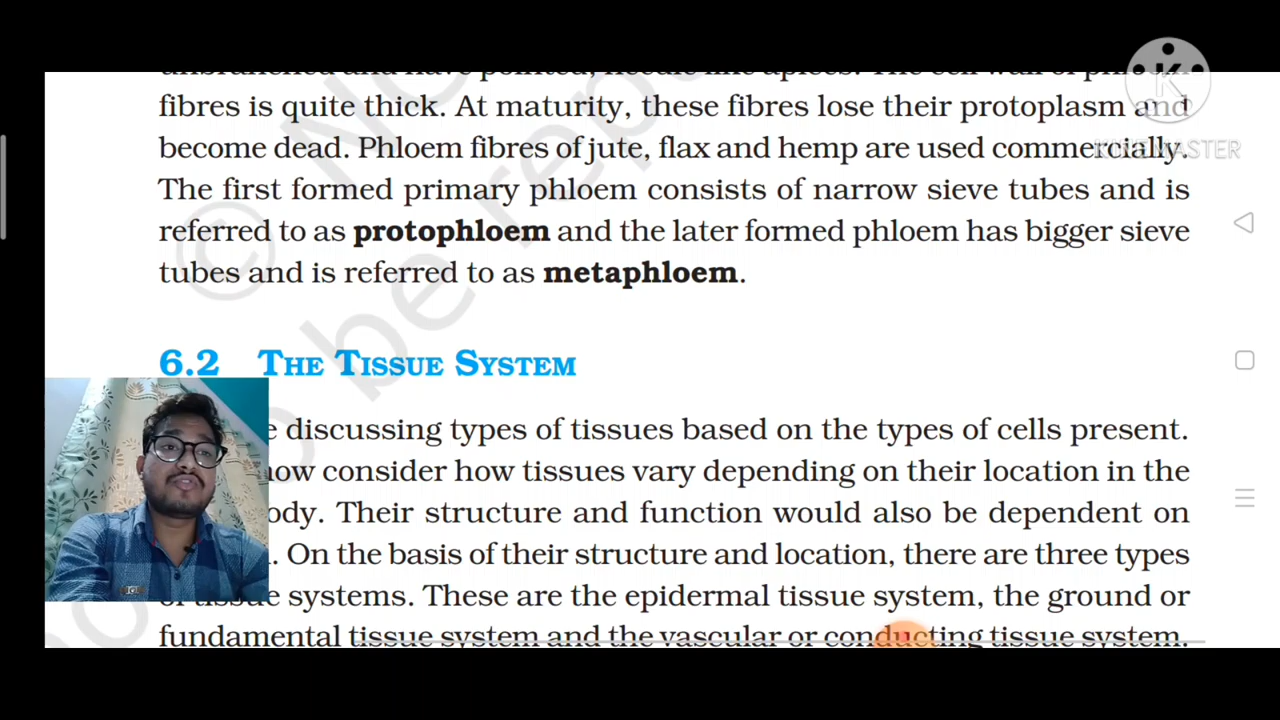 fibres is quite thick. At maturity, these fibres lose their protoplasm and
become dead. Phloem fibres of jute, flax and hemp are used commercially.
The first formed primary phloem consists of narrow sieve tubes and is
referred to as protophloem and the later formed phloem has bigger sieve
tubes and is referred to as metaphloem.
6.2 THE TISSUE SYSTEM
discussing types of tissues based on the types of cells present.
now consider how tissues vary depending on their location in the
Their structure and function would also be dependent on
On the basis of their structure and location, there are three types
of tissue systems. These are the epidermal tissue system, the ground or
fundamental tissue system and the vascular or conducting tissue system.
KINEMASTER